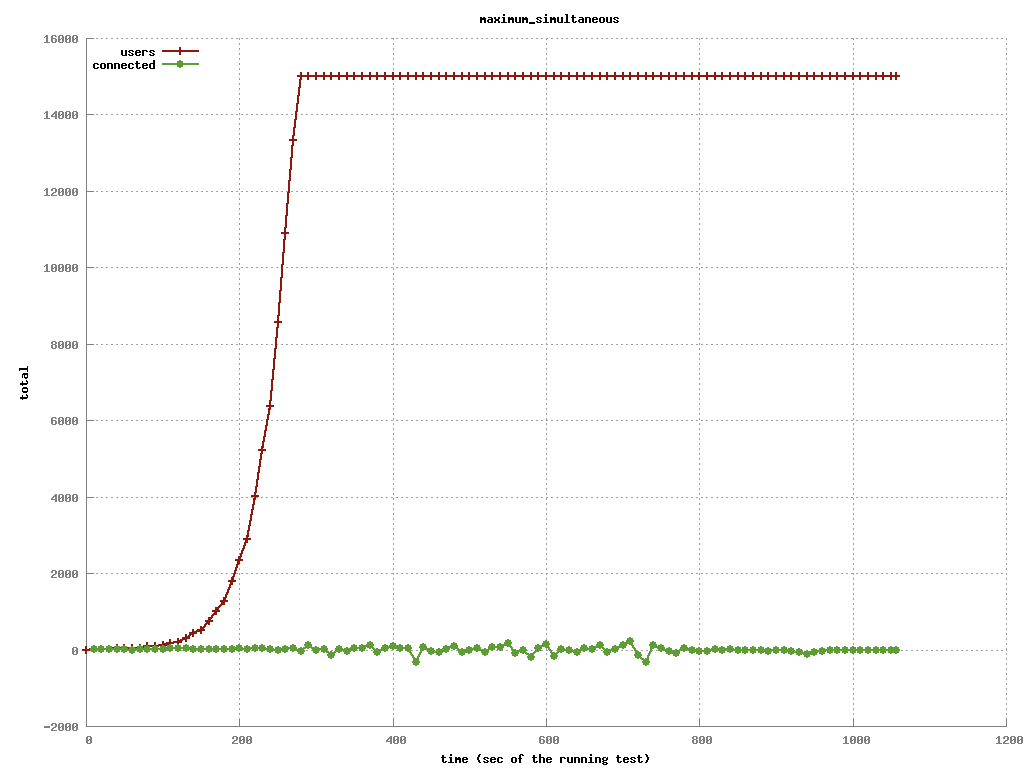 maximum_simultaneous
16000
users
connected
14000
12000
10000
8000
total
6000
4000
2000
0
-2000
0 200 400 600 800 1000 1200
time (sec of the running test)